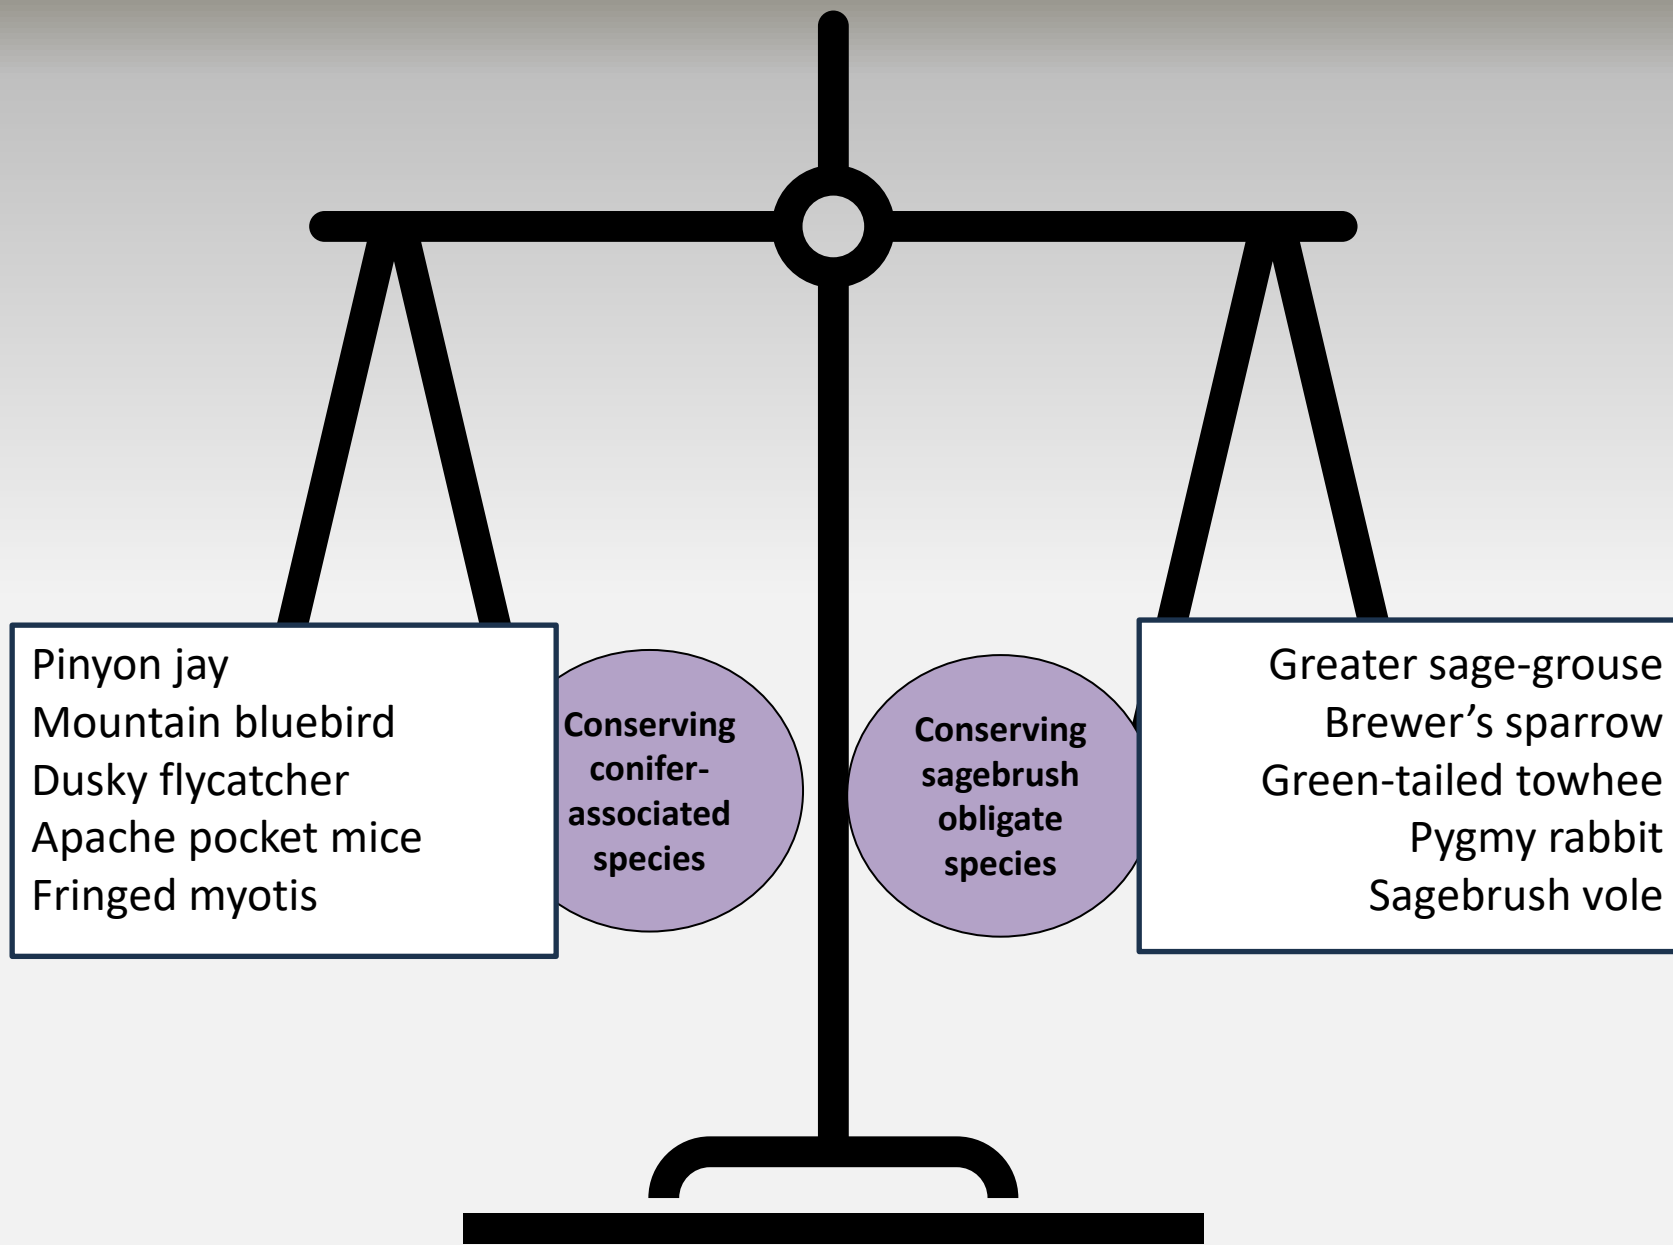 Pinyon jay
Mountain bluebird
Dusky flycatcher
Apache pocket mice
Fringed myotis
Conserving
conifer-
associated
species
Conserving
sagebrush
obligate
species
Greater sage-grouse
Brewer’s sparrow
Green-tailed towhee
Pygmy rabbit
Sagebrush vole